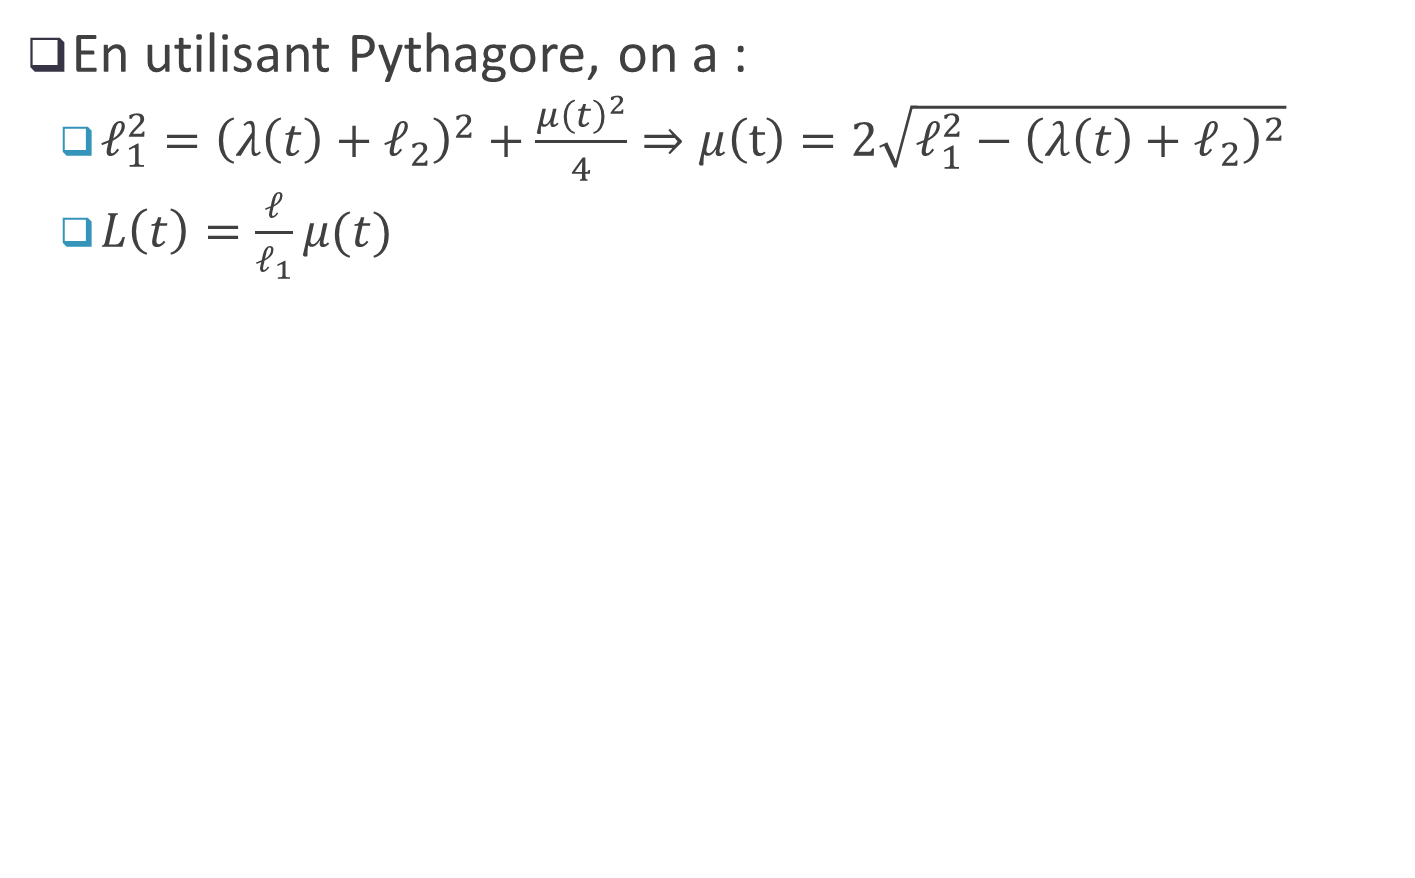 ❑En utilisant Pythagore, on a :
❑ℓ₁² = (λ(t) + ℓ₂)² + μ(t)²/4 ⇒ μ(t) = 2√(ℓ₁² − (λ(t) + ℓ₂)²)
❑L(t) = ℓ/ℓ₁ μ(t)